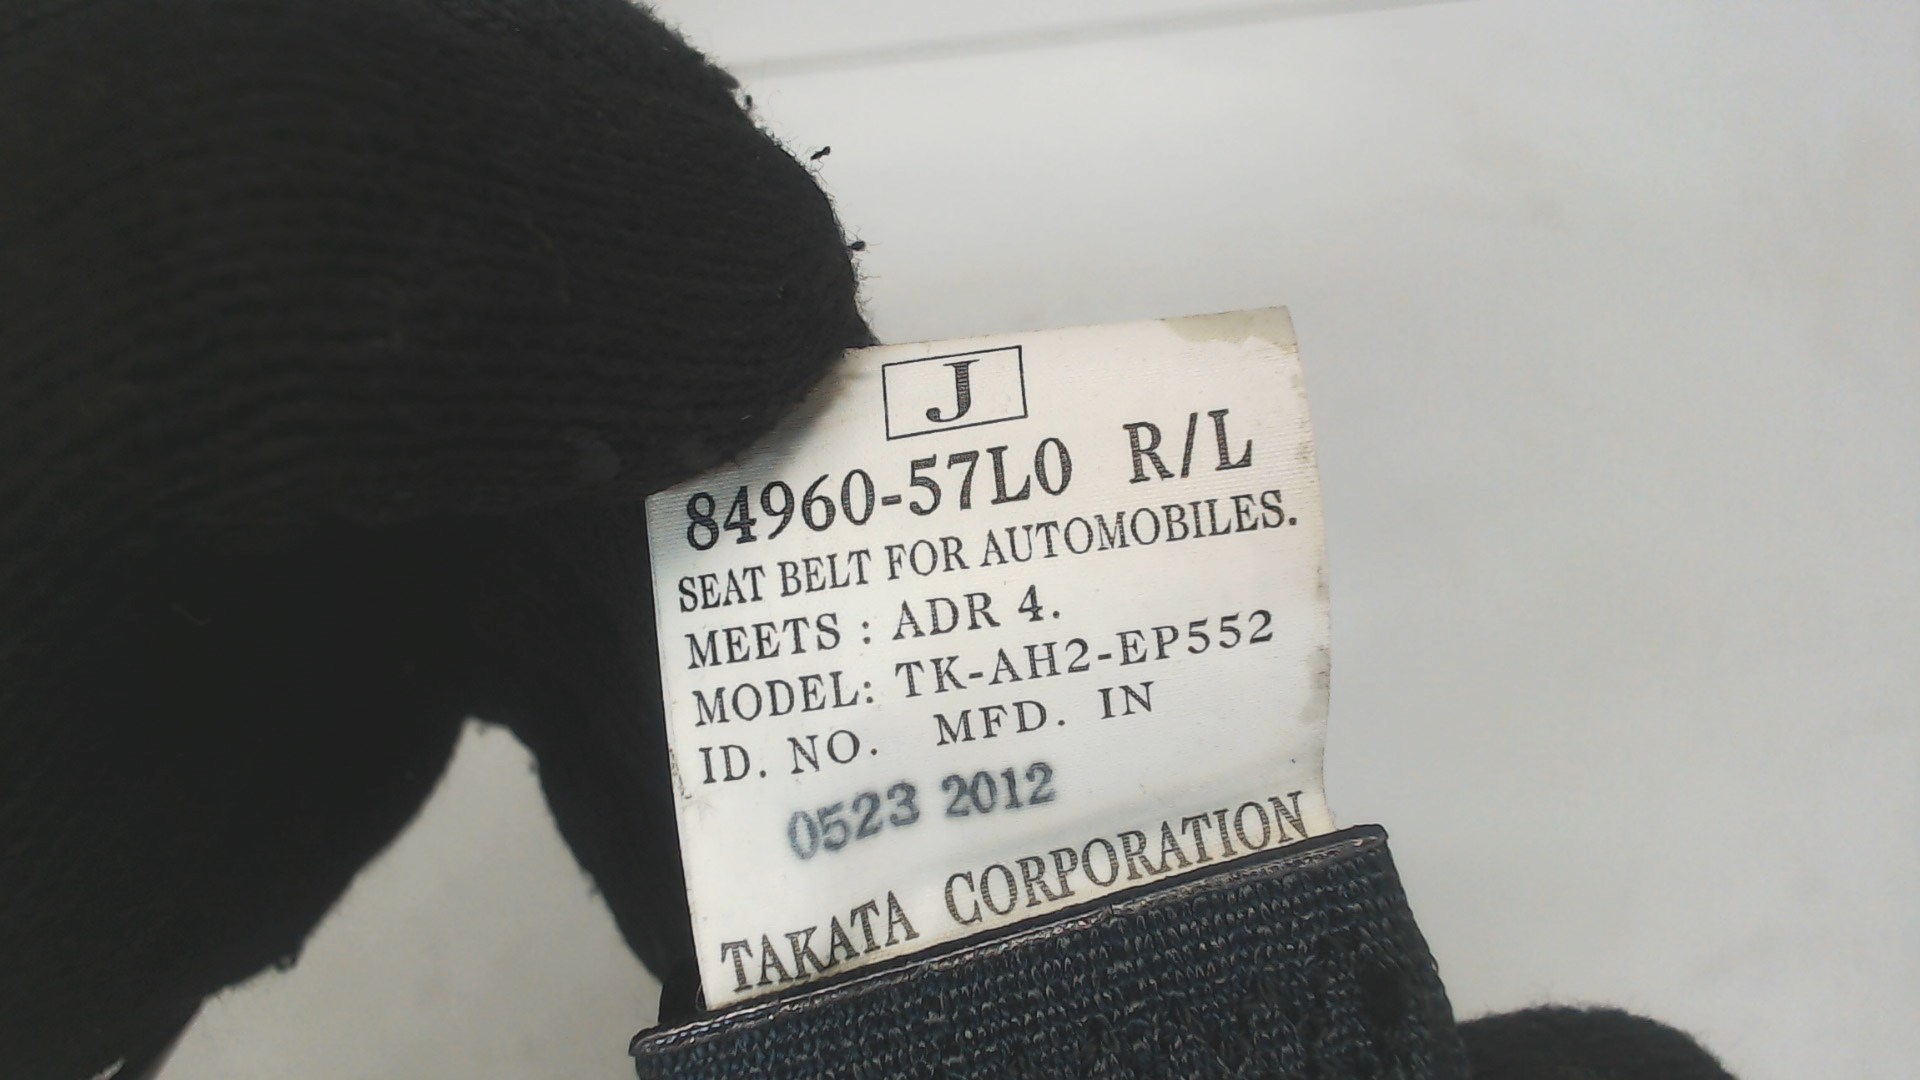 J
84960-57L0 R/L
SEAT BELT FOR AUTOMOBILES.
MEETS : ADR 4.
MODEL: TK-AH2-EP552
ID. NO. MFD. IN
0523 2012
TAKATA CORPORATION